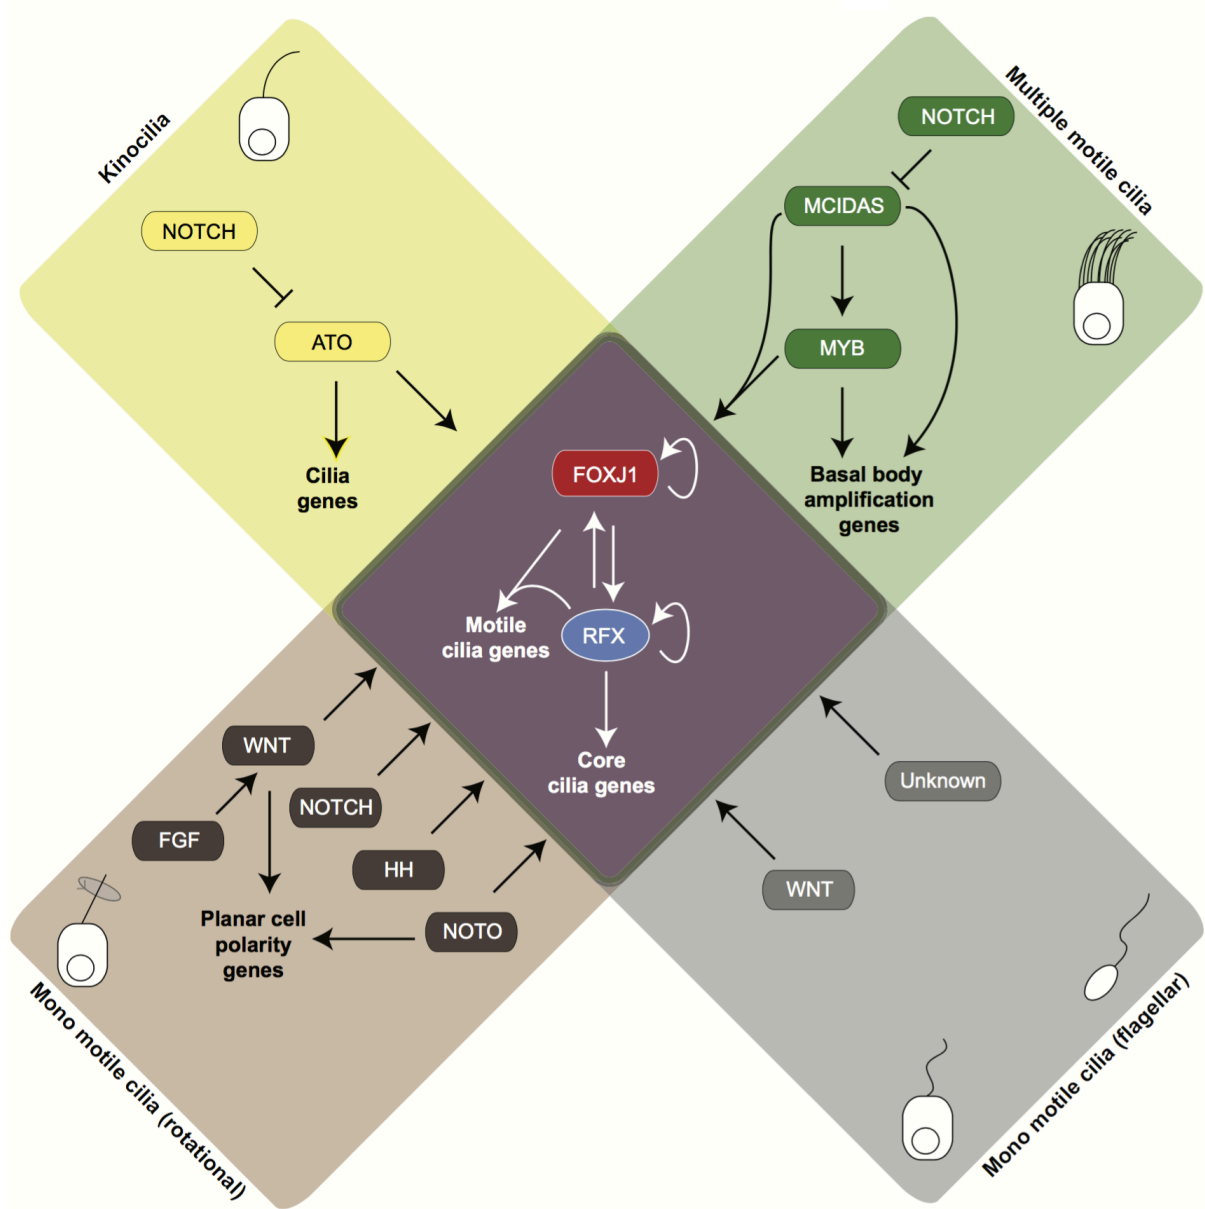 Kinocilia
NOTCH
ATO
Cilia
genes
Multiple motile cilia
NOTCH
MCIDAS
MYB
Basal body
amplification
genes
FOXJ1
Motile
cilia genes
RFX
Core
cilia genes
WNT
NOTCH
FGF
HH
NOTO
Planar cell
polarity
genes
Mono motile cilia (rotational)
Unknown
WNT
Mono motile cilia (flagellar)